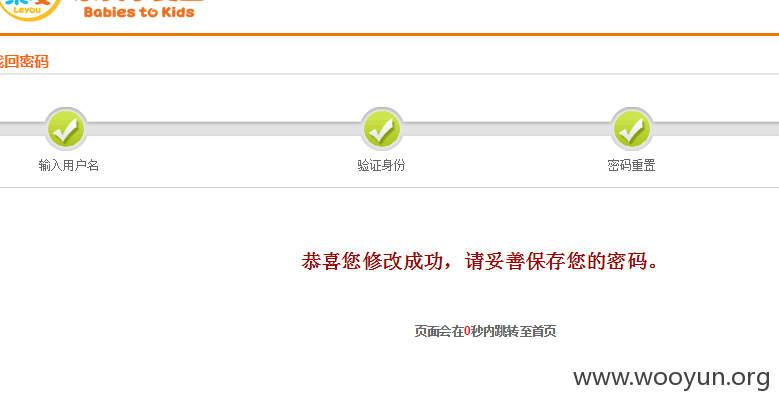 LEYOU
Babies to Kids
找回密码
输入用户名
验证身份
密码重置
恭喜您修改成功，请妥善保存您的密码。
页面会在0秒内跳转至首页
www.wooyun.org